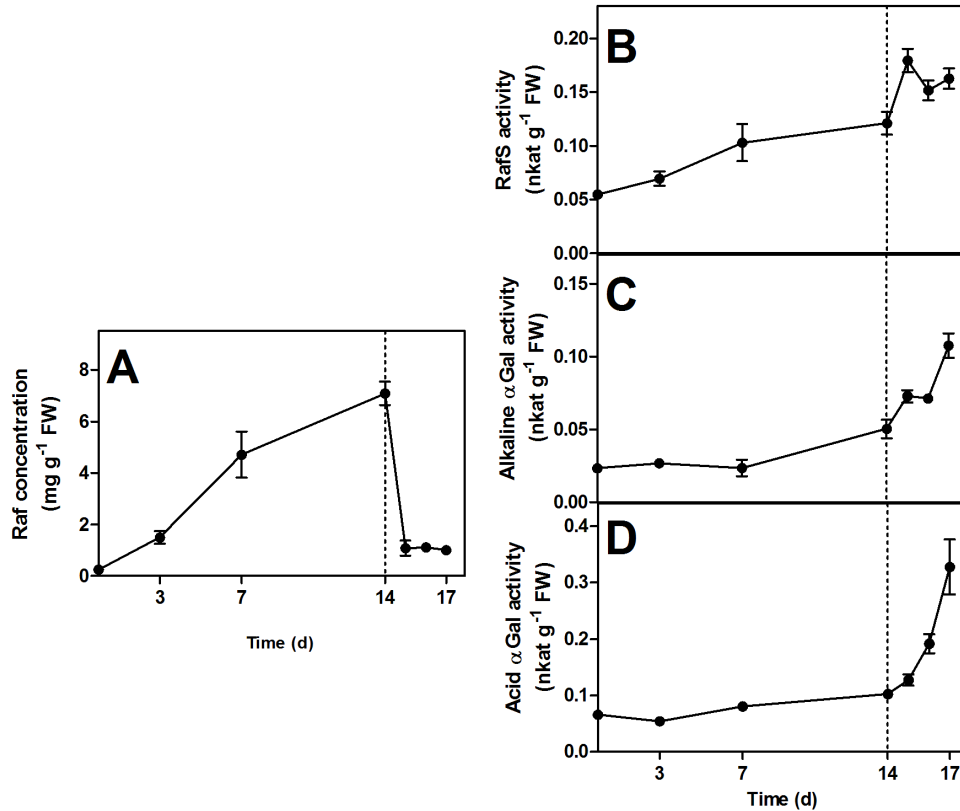 A
Raf concentration
(mg g-1 FW)
8
6
4
2
0
3 7 14 17
Time (d)
B
RafS activity
(nkat g-1 FW)
0.20
0.15
0.10
0.05
0.00
C
Alkaline αGal activity
(nkat g-1 FW)
0.15
0.10
0.05
0.00
D
Acid αGal activity
(nkat g-1 FW)
0.4
0.3
0.2
0.1
0.0
3 7 14 17
Time (d)